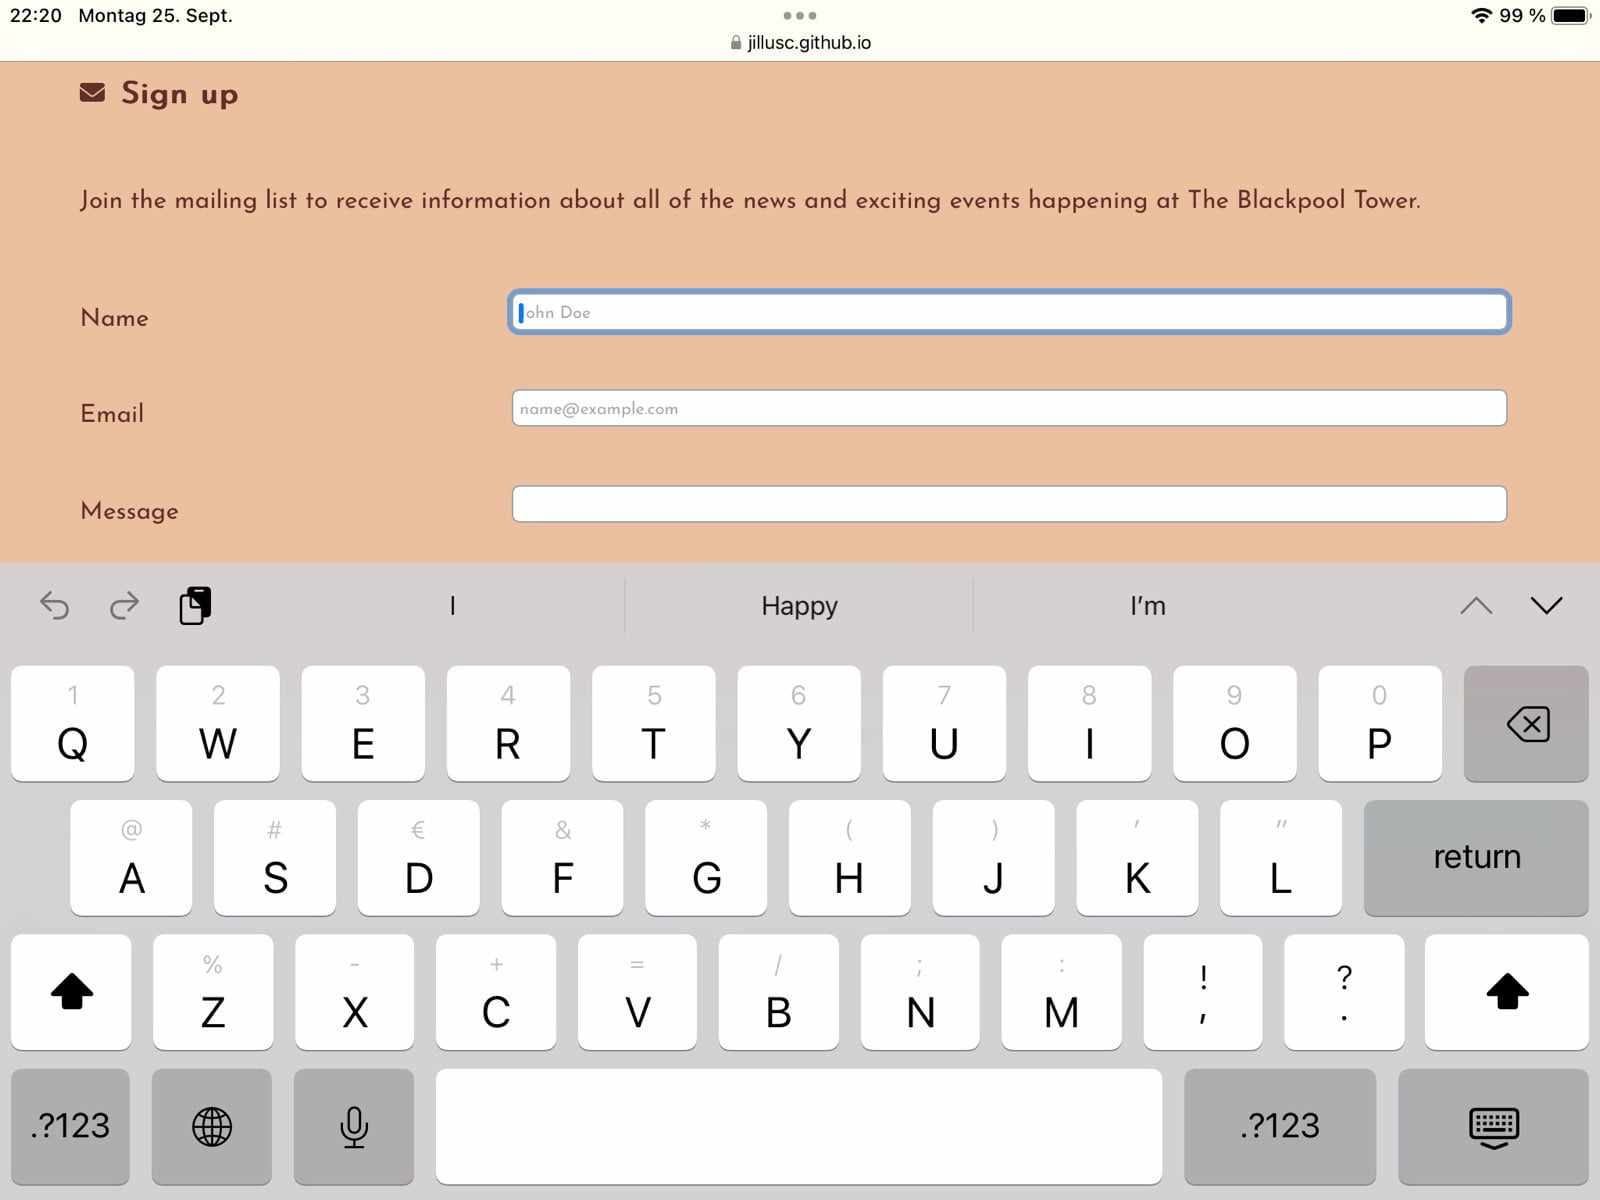 22:20 Montag 25. Sept.
99 %
jillusc.github.io
Sign up
Join the mailing list to receive information about all of the news and exciting events happening at The Blackpool Tower.
Name
ohn Doe
Email
name@example.com
Message
I Happy I’m
1 2 3 4 5 6 7 8 9 0
Q W E R T Y U I O P
@ # € & * ( ) ' "
A S D F G H J K L return
% - + = / ; : ! ?
Z X C V B N M , .
.?123 .?123